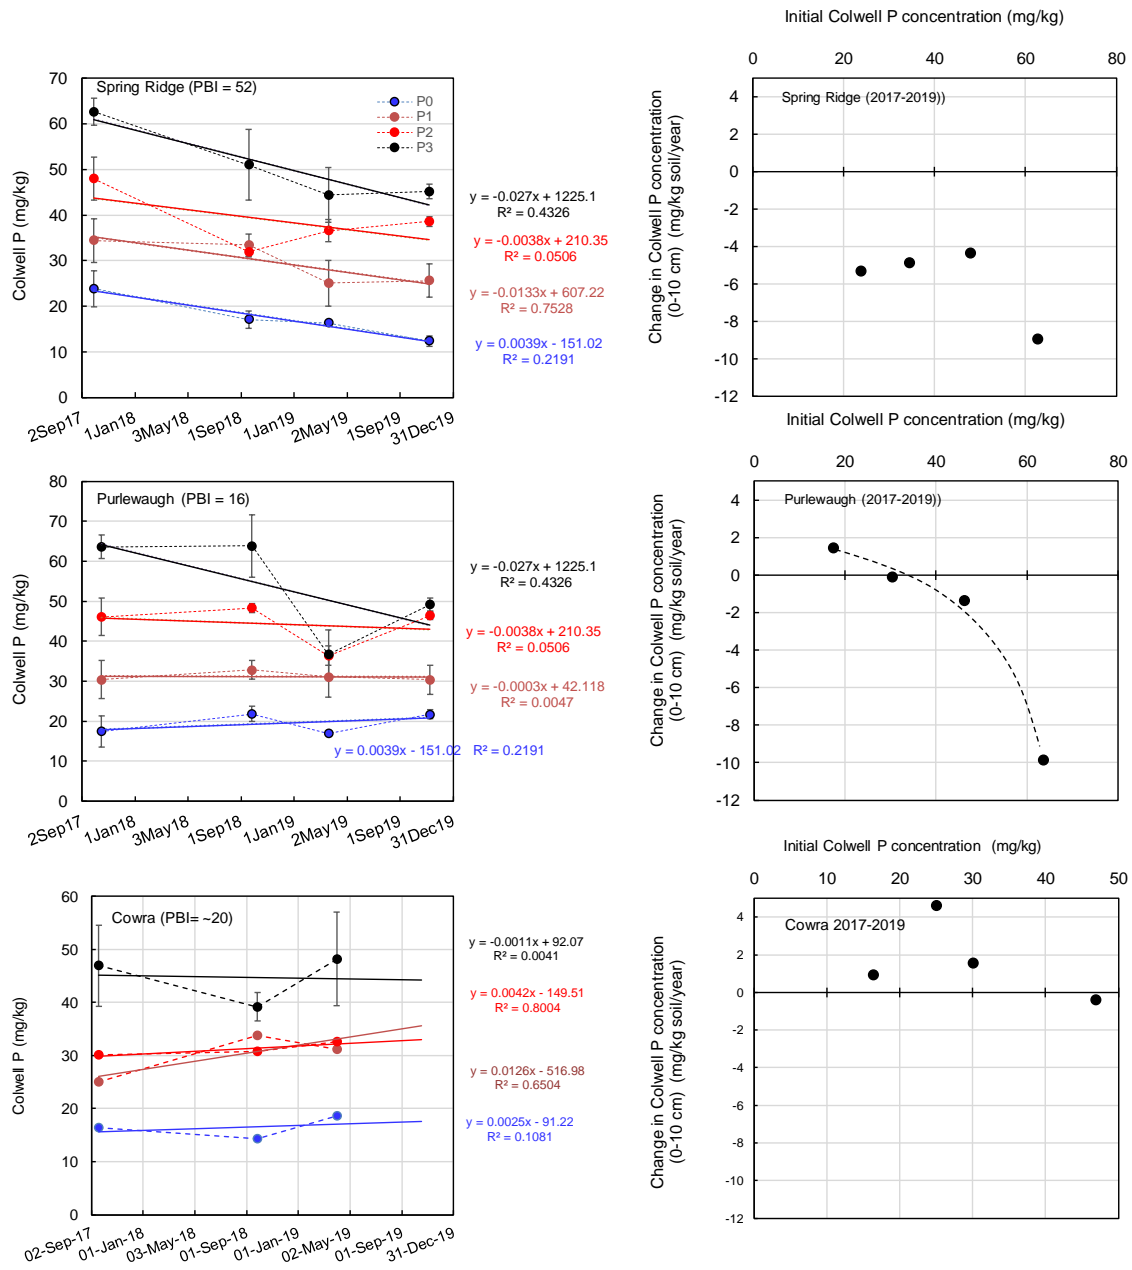 Initial Colwell P concentration (mg/kg)
0 20 40 60 80
70
60
50
40
30
20
10
0
Colwell P (mg/kg)
Spring Ridge (PBI = 52)
P0
P1
P2
P3
y = -0.027x + 1225.1
R² = 0.4326
y = -0.0038x + 210.35
R² = 0.0506
y = -0.0133x + 607.22
R² = 0.7528
y = 0.0039x - 151.02
R² = 0.2191
2Sep17 1Jan18 3May18 1Sep18 1Jan19 2May19 1Sep19 31Dec19
Change in Colwell P concentration
(0-10 cm) (mg/kg soil/year)
4
2
0
-2
-4
-6
-8
-10
-12
Spring Ridge (2017-2019))
Initial Colwell P concentration (mg/kg)
0 20 40 60 80
80
70
60
50
40
30
20
10
0
Colwell P (mg/kg)
Purlewaugh (PBI = 16)
y = -0.027x + 1225.1
R² = 0.4326
y = -0.0038x + 210.35
R² = 0.0506
y = -0.0003x + 42.118
R² = 0.0047
y = 0.0039x - 151.02 R² = 0.2191
2Sep17 1Jan18 3May18 1Sep18 1Jan19 2May19 1Sep19 31Dec19
Change in Colwell P concentration
(0-10 cm) (mg/kg soil/year)
4
2
0
-2
-4
-6
-8
-10
-12
Purlewaugh (2017-2019))
Initial Colwell P concentration (mg/kg)
0 10 20 30 40 50
60
50
40
30
20
10
0
Colwell P (mg/kg)
Cowra (PBI= ~20)
y = -0.0011x + 92.07
R² = 0.0041
y = 0.0042x - 149.51
R² = 0.8004
y = 0.0126x - 516.98
R² = 0.6504
y = 0.0025x - 91.22
R² = 0.1081
02-Sep-17 01-Jan-18 03-May-18 01-Sep-18 01-Jan-19 02-May-19 01-Sep-19 31-Dec-19
Change in Colwell P concentration
(0-10 cm) (mg/kg soil/year)
4
2
0
-2
-4
-6
-8
-10
-12
Cowra 2017-2019